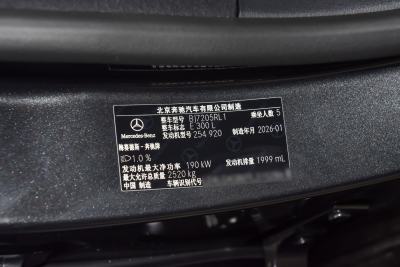 北京奔驰汽车有限公司制造
整车型号 BJ7205RL1 乘坐人数 5
整车标志 E 300 L
Mercedes-Benz 发动机型号 254 920 制造年月 2026-01
梅赛德斯-奔驰牌
1.0 %
发动机最大净功率 190 kW 发动机排量 1999 mL
最大允许总质量 2520 kg
中国 制造 车辆识别代号